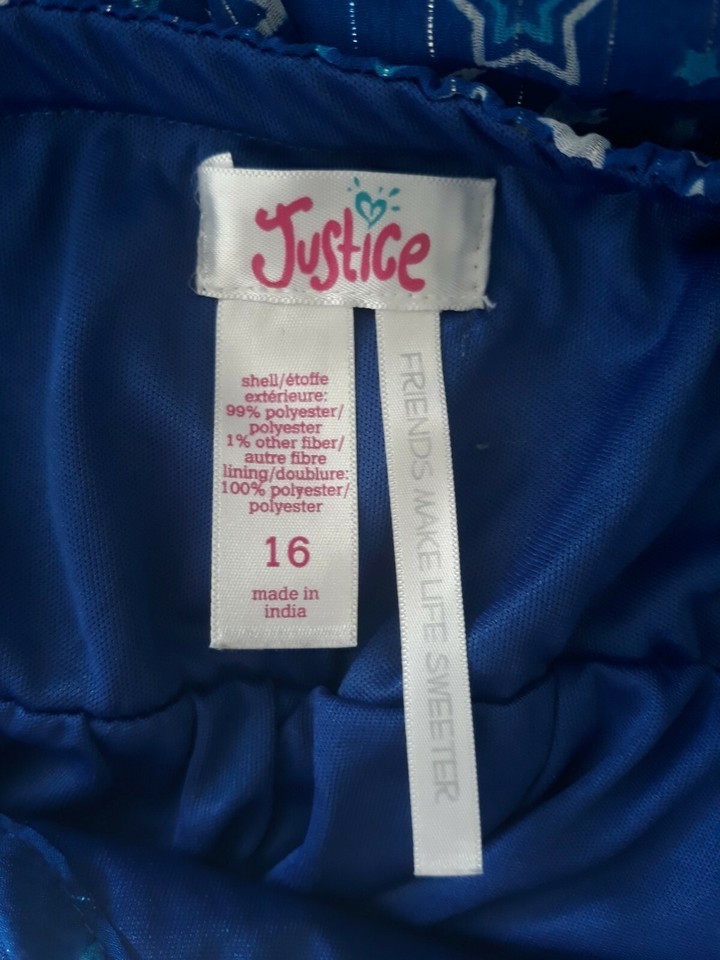 Justice
shell/étoffe
extérieure:
99% polyester/
polyester
1% other fiber/
autre fibre
lining/doublure:
100% polyester/
polyester
16
made in
india
FRIENDS MAKE LIFE SWEETER